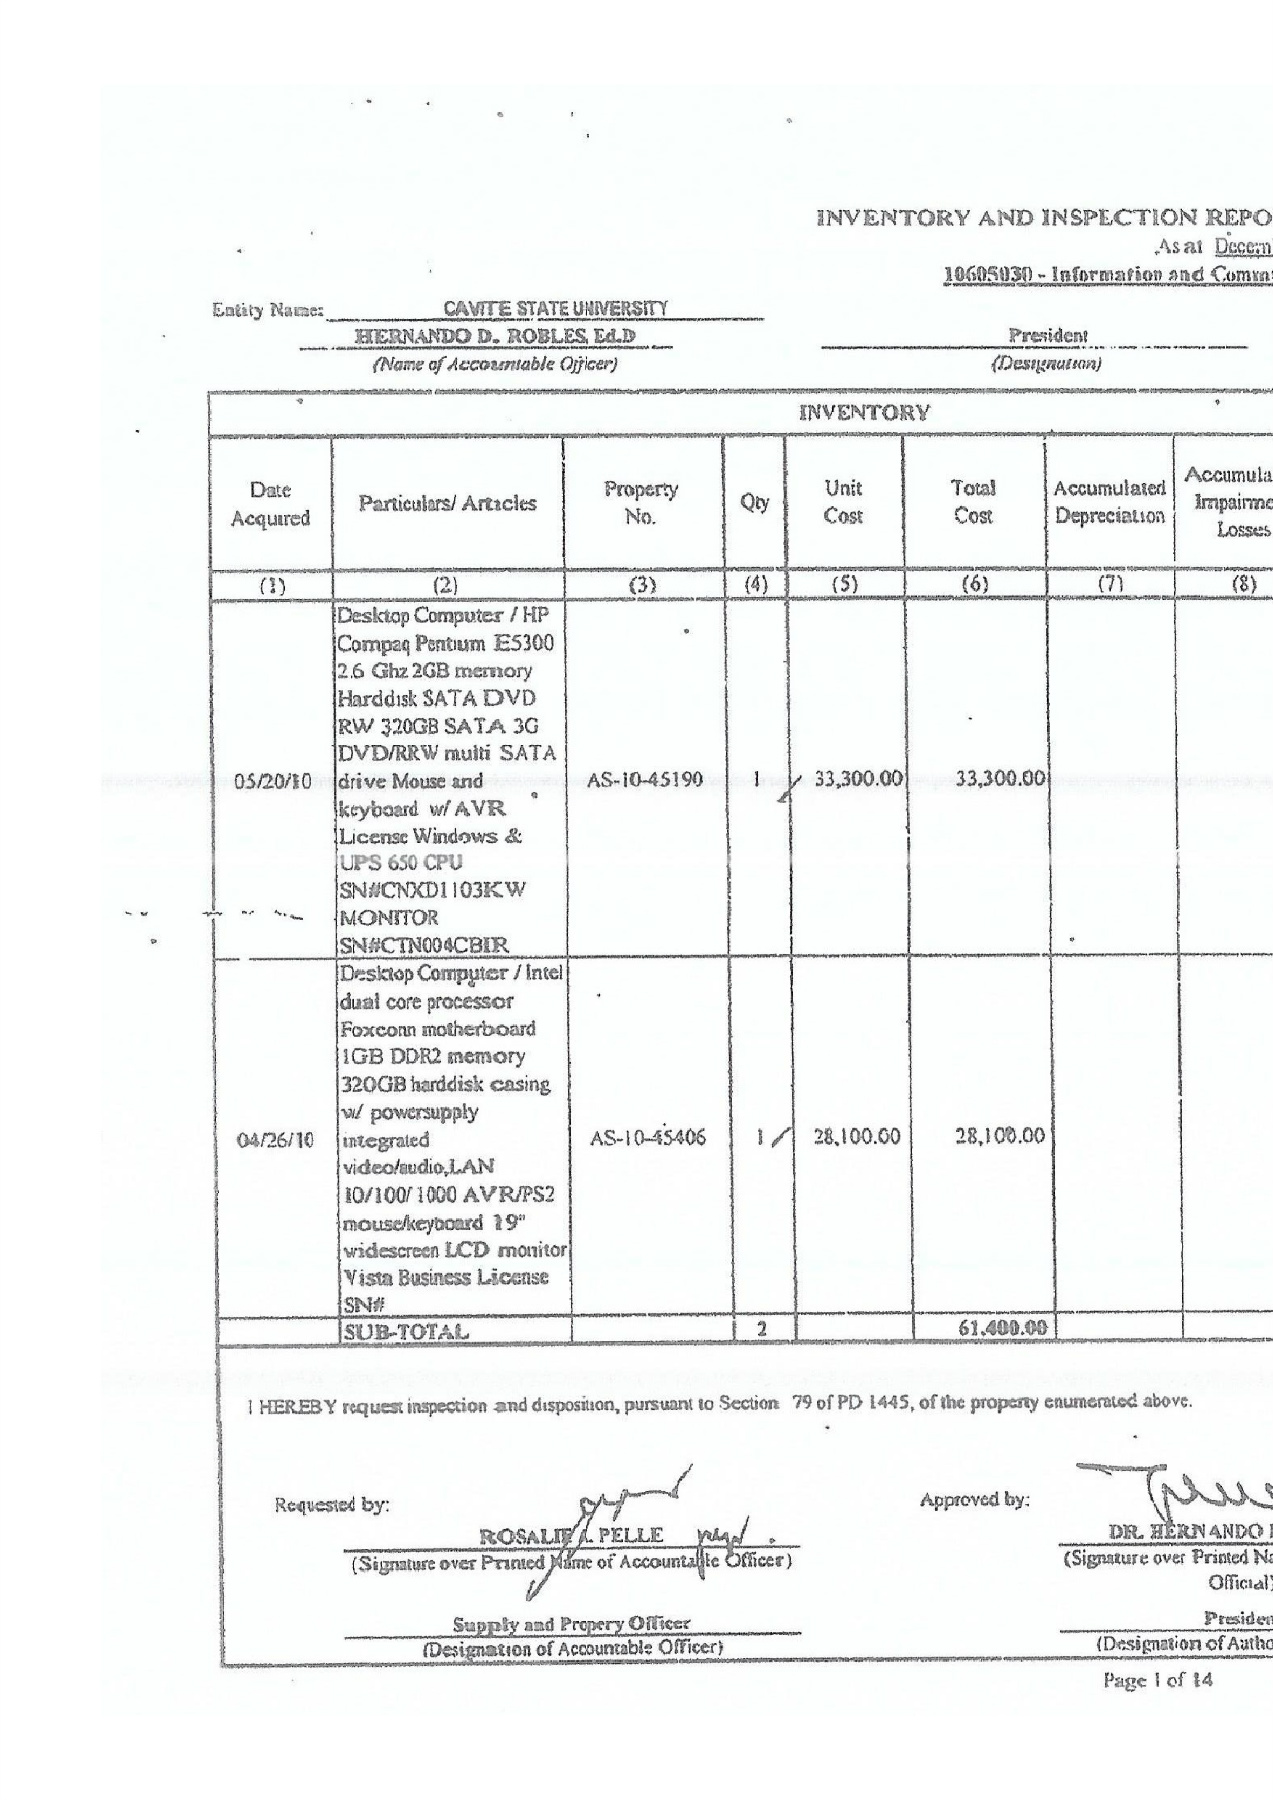 INVENTORY AND INSPECTION REPO
As at Decem
10605030 - Information and Commu
Entity Name: CAVITE STATE UNIVERSITY
HERNANDO D. ROBLES, Ed.D President
(Name of Accountable Officer) (Designation)
INVENTORY
Date Acquired Particulars/ Articles Property No. Qty Unit Cost Total Cost Accumulated Depreciation Accumula Impairme Losses
(1) (2) (3) (4) (5) (6) (7) (8)
Desktop Computer / HP
Compaq Pentium E5300
2.6 Ghz 2GB memory
Harddisk SATA DVD
RW 320GB SATA 3G
DVD/RRW multi SATA
05/20/10 drive Mouse and AS-10-45190 1 33,300.00 33,300.00
keyboard w/ AVR
License Windows &
UPS 650 CPU
SN#CNXD1103KW
MONITOR
SN#CTN004CBIR
Desktop Computer / Intel
dual core processor
Foxconn motherboard
1GB DDR2 memory
320GB harddisk casing
w/ powersupply
04/26/10 integrated AS-10-45406 1 28,100.00 28,100.00
video/audio,LAN
10/100/1000 AVR/PS2
mouse/keyboard 19"
widescreen LCD monitor
Vista Business License
SN#
SUB-TOTAL 2 61,400.00
I HEREBY request inspection and disposition, pursuant to Section 79 of PD 1445, of the property enumerated above.
Requested by: Approved by:
ROSALIE A. PELLE DR. HERNANDO
(Signature over Printed Name of Accountable Officer) (Signature over Printed Na
Official)
Supply and Propery Officer Presiden
(Designation of Accountable Officer) (Designation of Autho
Page 1 of 14